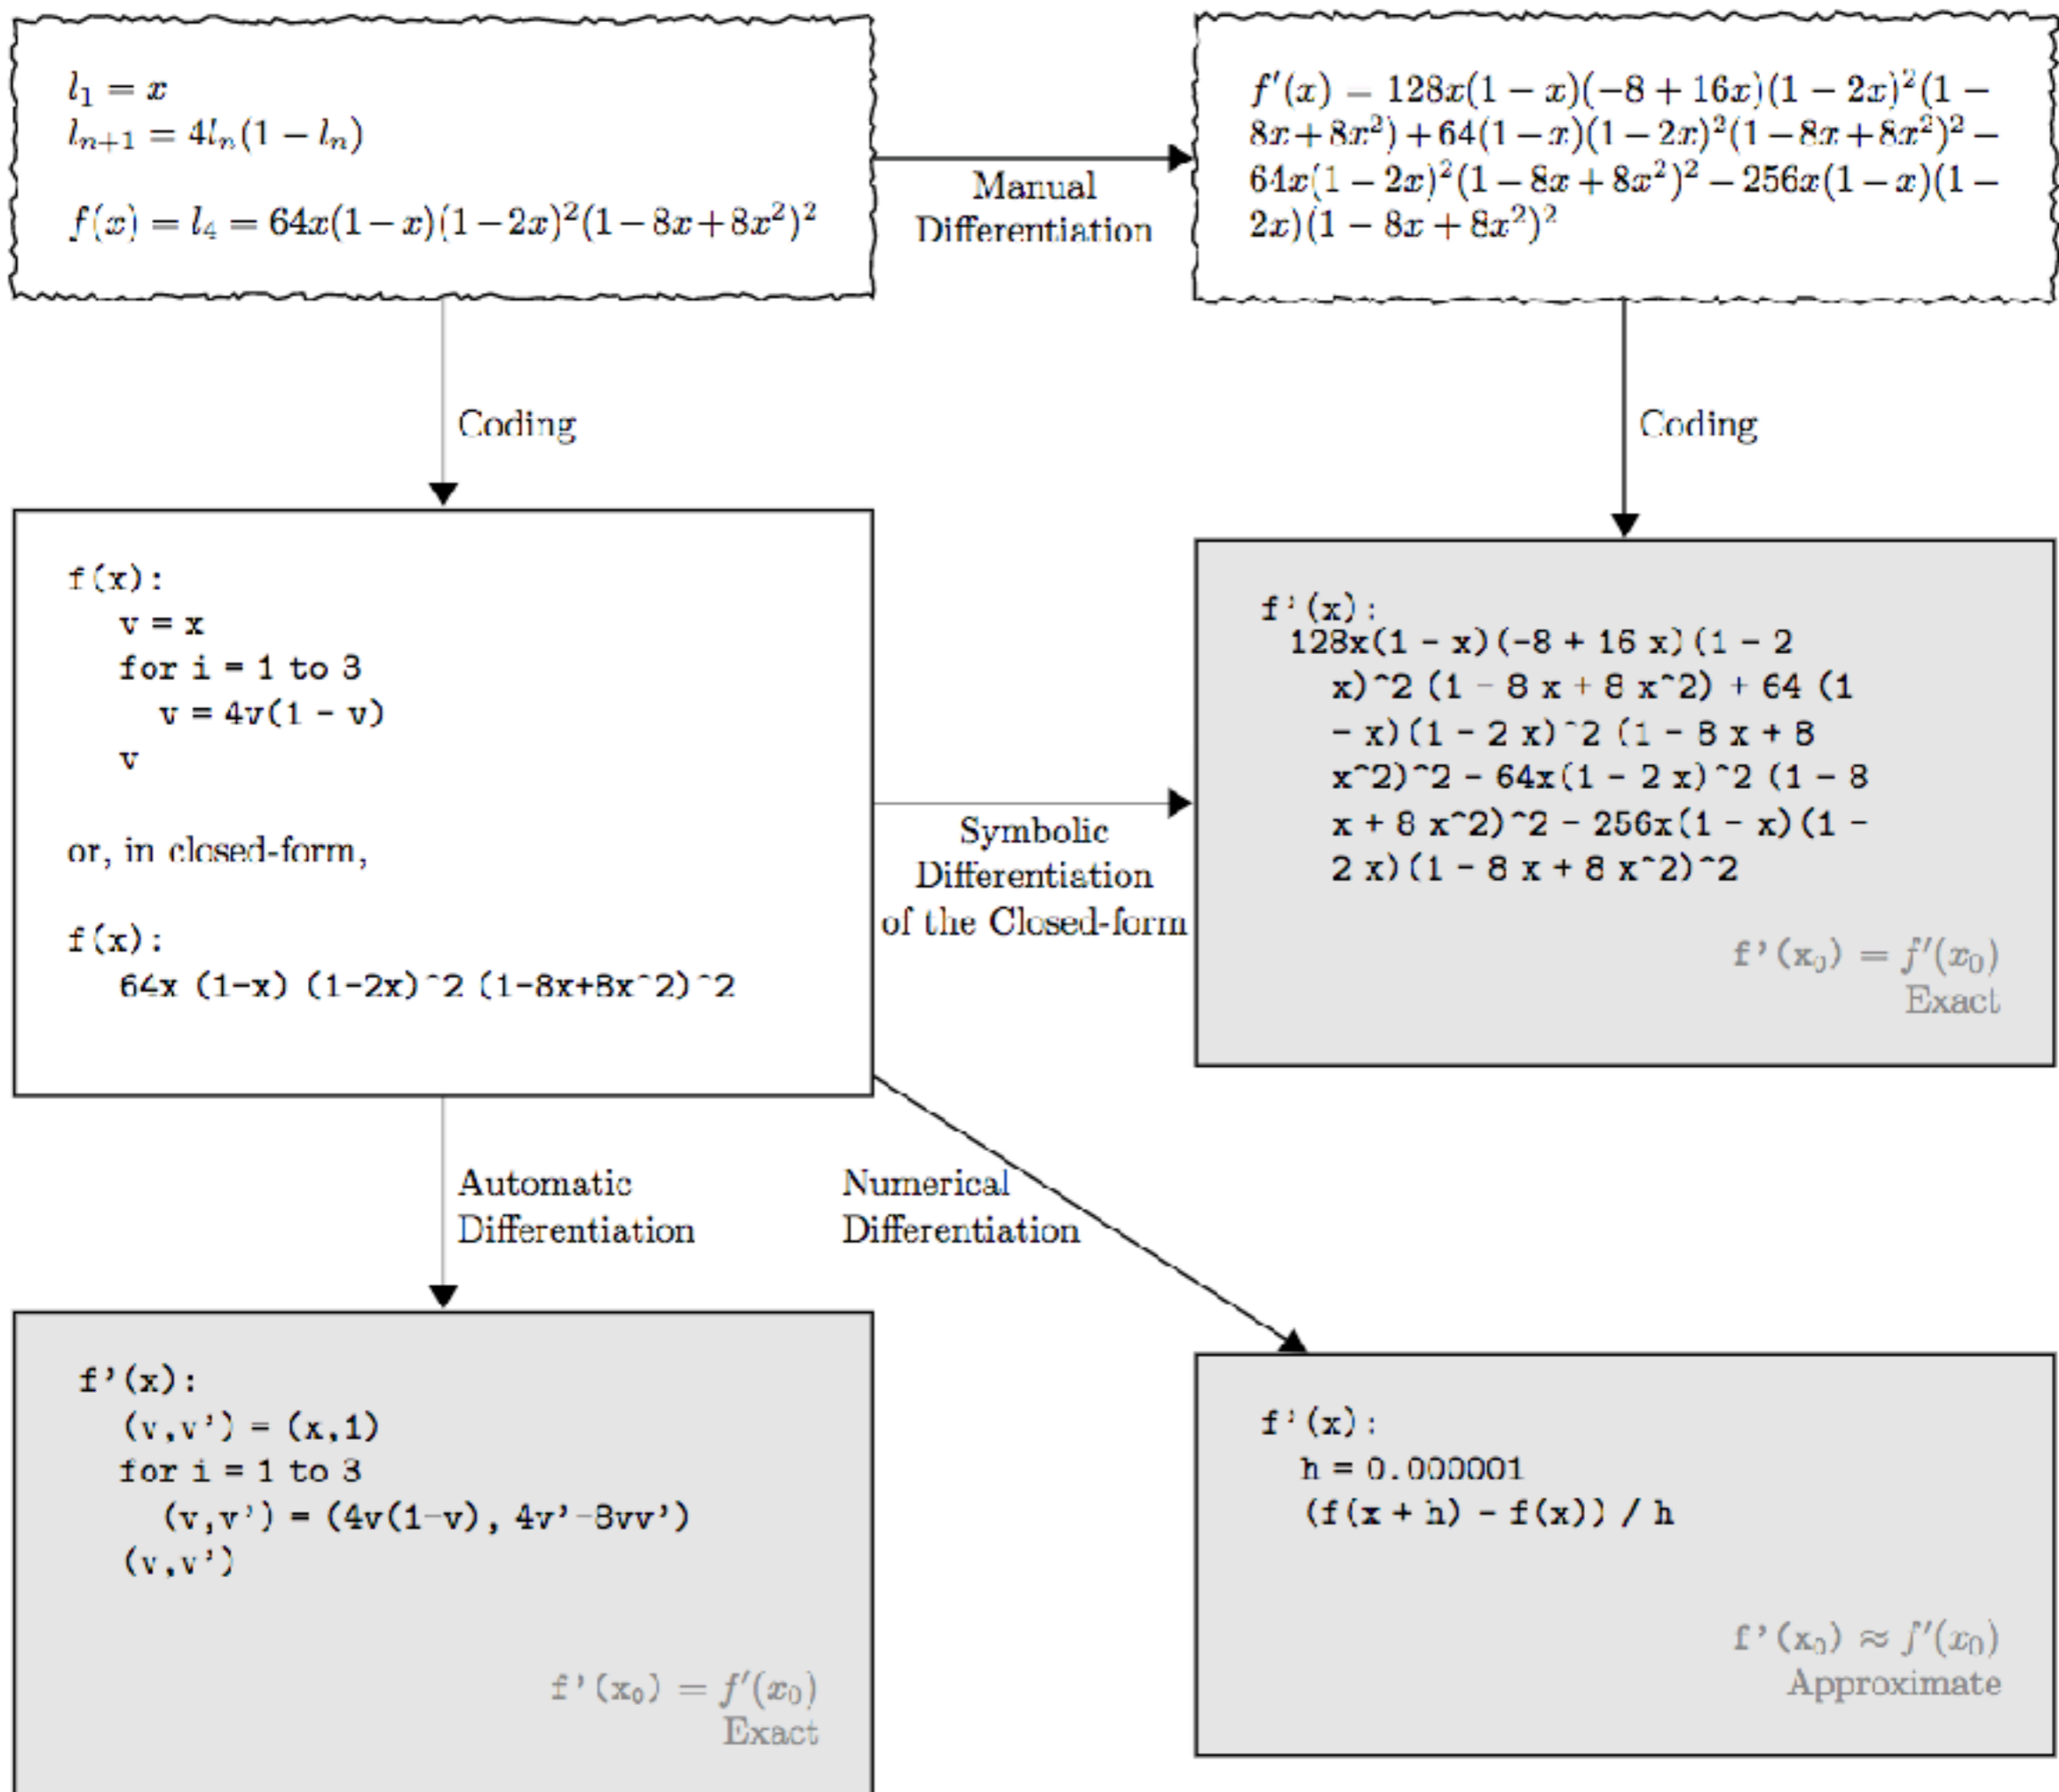 l₁ = x
lₙ₊₁ = 4lₙ(1 − lₙ)
f(x) = l₄ = 64x(1−x)(1−2x)²(1−8x+8x²)²
Manual
Differentiation
f′(x) = 128x(1 − x)(−8 + 16x)(1 − 2x)²(1 −
8x + 8x²) + 64(1 − x)(1 − 2x)²(1 − 8x + 8x²)² −
64x(1 − 2x)²(1 − 8x + 8x²)² − 256x(1 − x)(1 −
2x)(1 − 8x + 8x²)²
Coding
Coding
f(x):
v = x
for i = 1 to 3
v = 4v(1 - v)
v
or, in closed-form,
f(x):
64x (1-x) (1-2x)^2 (1-8x+8x^2)^2
Symbolic
Differentiation
of the Closed-form
f'(x):
128x(1 - x)(-8 + 16 x)(1 - 2
x)^2 (1 - 8 x + 8 x^2) + 64 (1
- x)(1 - 2 x)^2 (1 - 8 x + 8
x^2)^2 - 64x(1 - 2 x)^2 (1 - 8
x + 8 x^2)^2 - 256x(1 - x)(1 -
2 x)(1 - 8 x + 8 x^2)^2
f'(x₀) = f′(x₀)
Exact
Automatic
Differentiation
Numerical
Differentiation
f'(x):
(v,v') = (x,1)
for i = 1 to 3
(v,v') = (4v(1-v), 4v'-8vv')
(v,v')
f'(x₀) = f′(x₀)
Exact
f'(x):
h = 0.000001
(f(x + h) - f(x)) / h
f'(x₀) ≈ f′(x₀)
Approximate